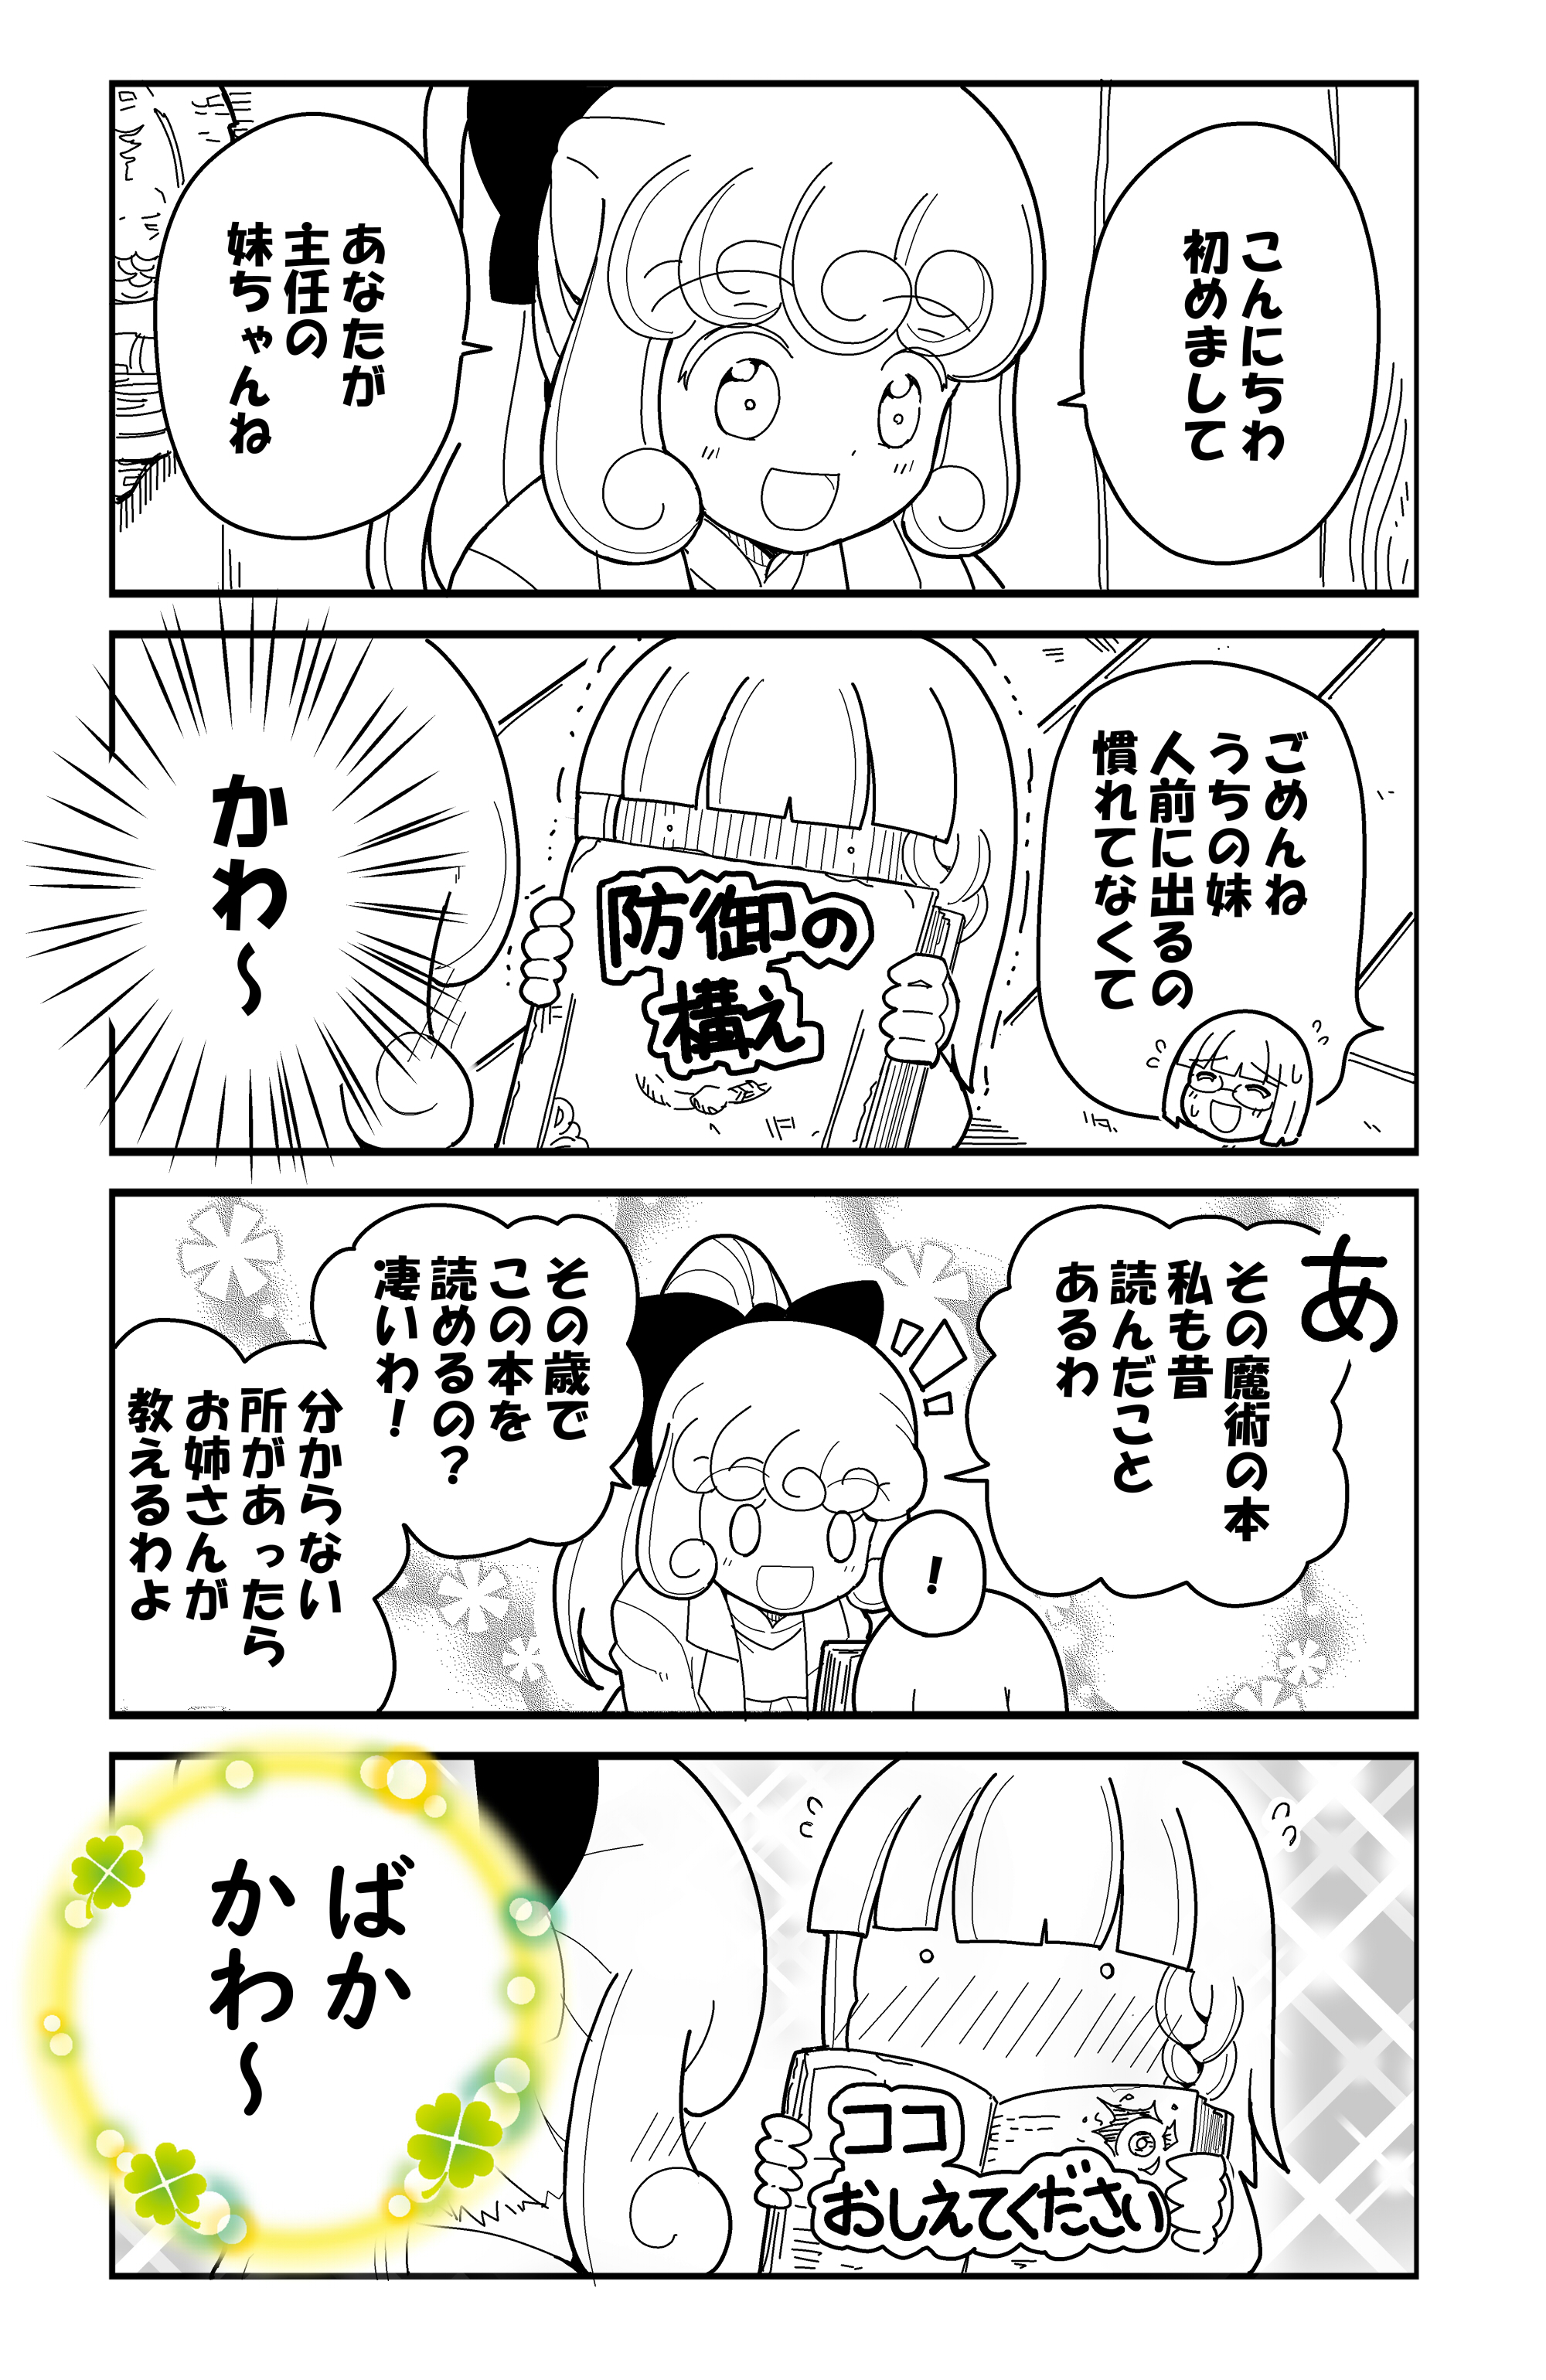 こんにちわ
初めまして
あなたが
主任の
妹ちゃんね
ごめんね
うちの妹
人前に出るの
慣れてなくて
防御の
構え
かわ～
あ
その魔術の本
私も昔
読んだこと
あるわ
！
その歳で
この本を
読めるの？
凄いわ！
分からない
所があったら
お姉さんが
教えるわよ
ココ
おしえてください
ばか
かわ～